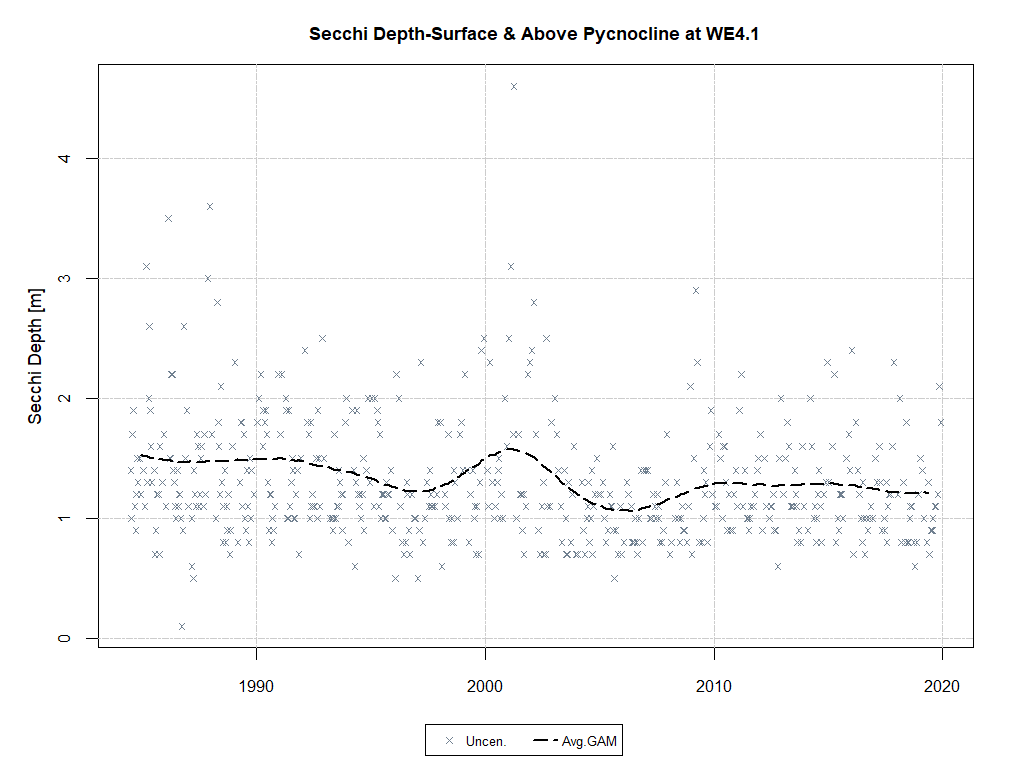 Secchi Depth-Surface & Above Pycnocline at WE4.1
Secchi Depth [m]
4
3
2
1
0
1990 2000 2010 2020
Uncen. Avg.GAM